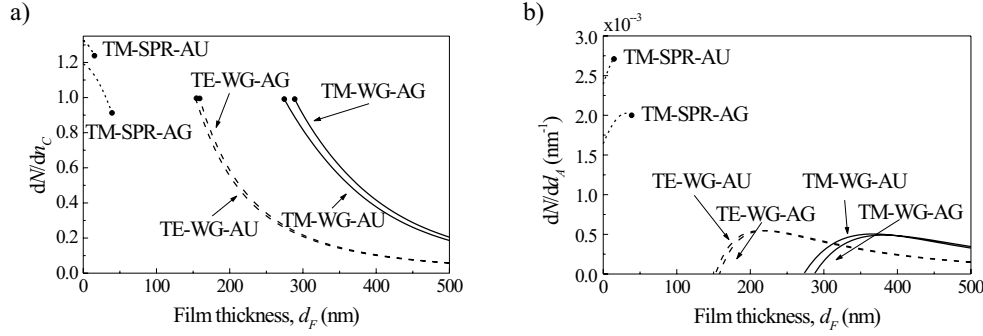 a)
TM-SPR-AU
TE-WG-AG
TM-WG-AG
TM-SPR-AG
TE-WG-AU
TM-WG-AU
dN/dn_C
1.2
1.0
0.8
0.6
0.4
0.2
0.0
0 100 200 300 400 500
Film thickness, d_F (nm)
b)
x10⁻³
TM-SPR-AU
TM-SPR-AG
TE-WG-AU
TM-WG-AU
TE-WG-AG
TM-WG-AG
dN/dd_A (nm⁻¹)
3.0
2.5
2.0
1.5
1.0
0.5
0.0
0 100 200 300 400 500
Film thickness, d_F (nm)